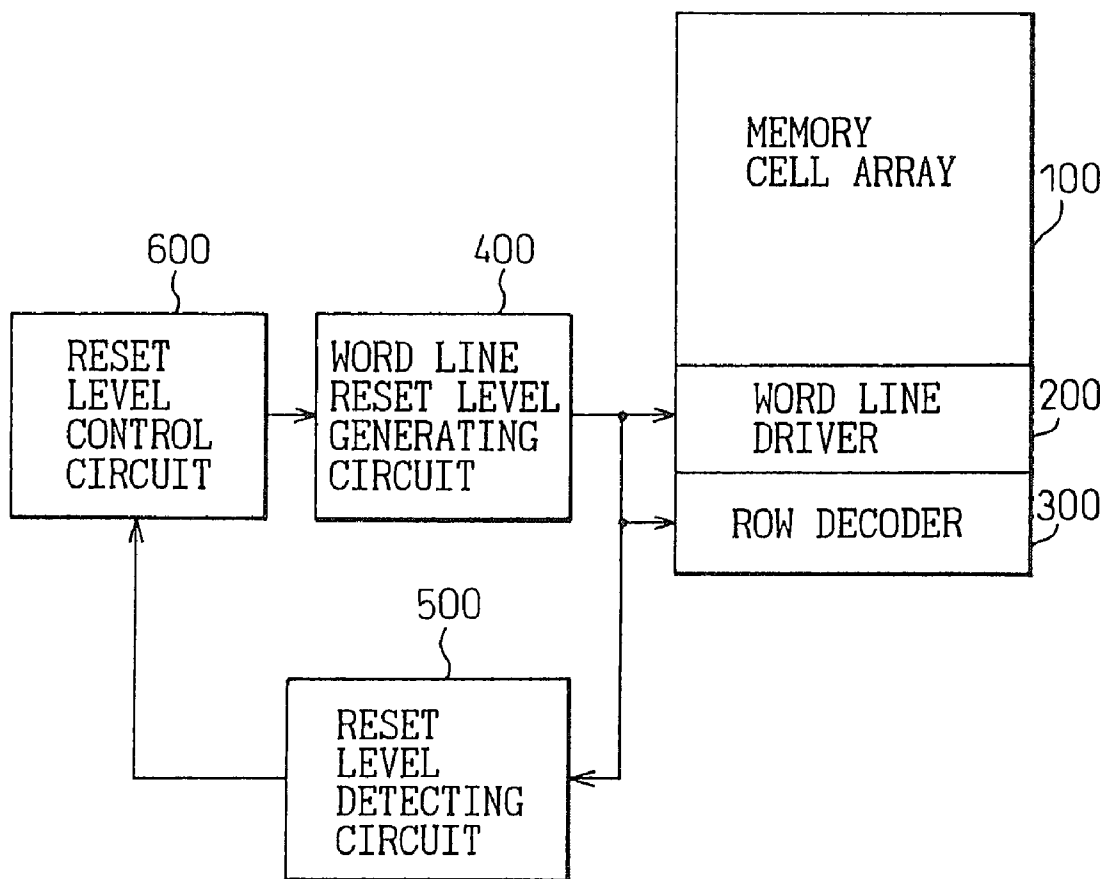 MEMORY
CELL ARRAY
100
600
400
RESET
LEVEL
CONTROL
CIRCUIT
WORD LINE
RESET LEVEL
GENERATING
CIRCUIT
WORD LINE
DRIVER
200
ROW DECODER
300
500
RESET
LEVEL
DETECTING
CIRCUIT